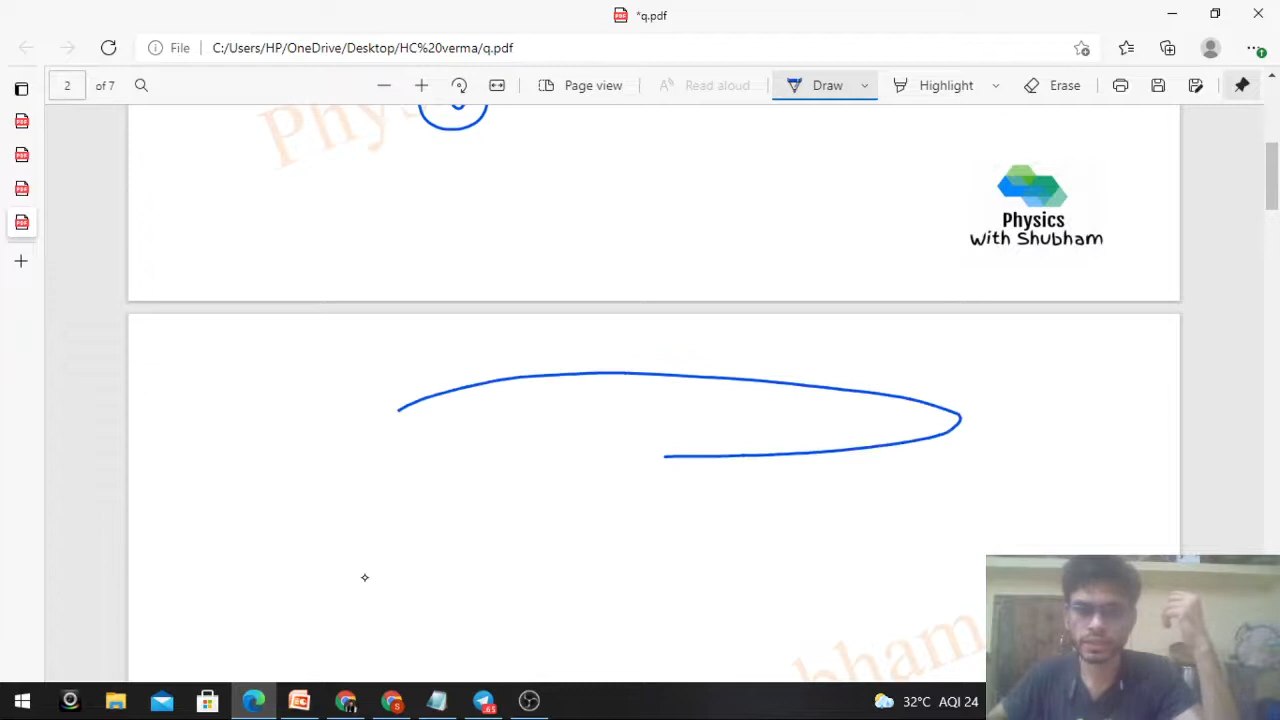 *q.pdf
File C:/Users/HP/OneDrive/Desktop/HC%20verma/q.pdf
2 of 7 Page view Read aloud Draw Highlight Erase
Physics
With Shubham
32°C AQI 24